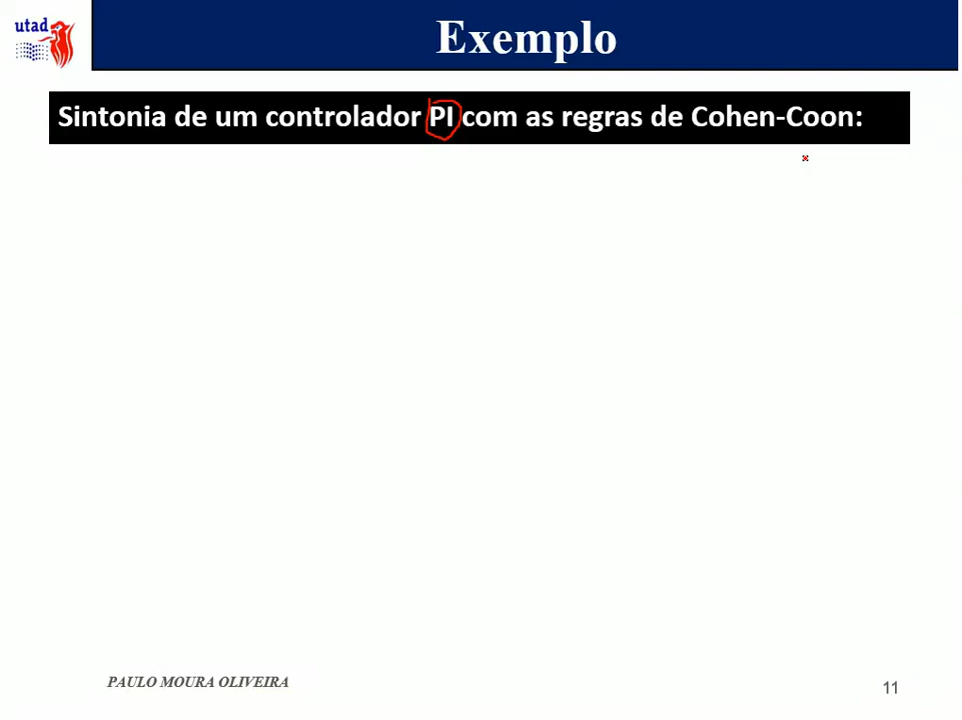 utad
Exemplo
Sintonia de um controlador PI com as regras de Cohen-Coon:
PAULO MOURA OLIVEIRA
11